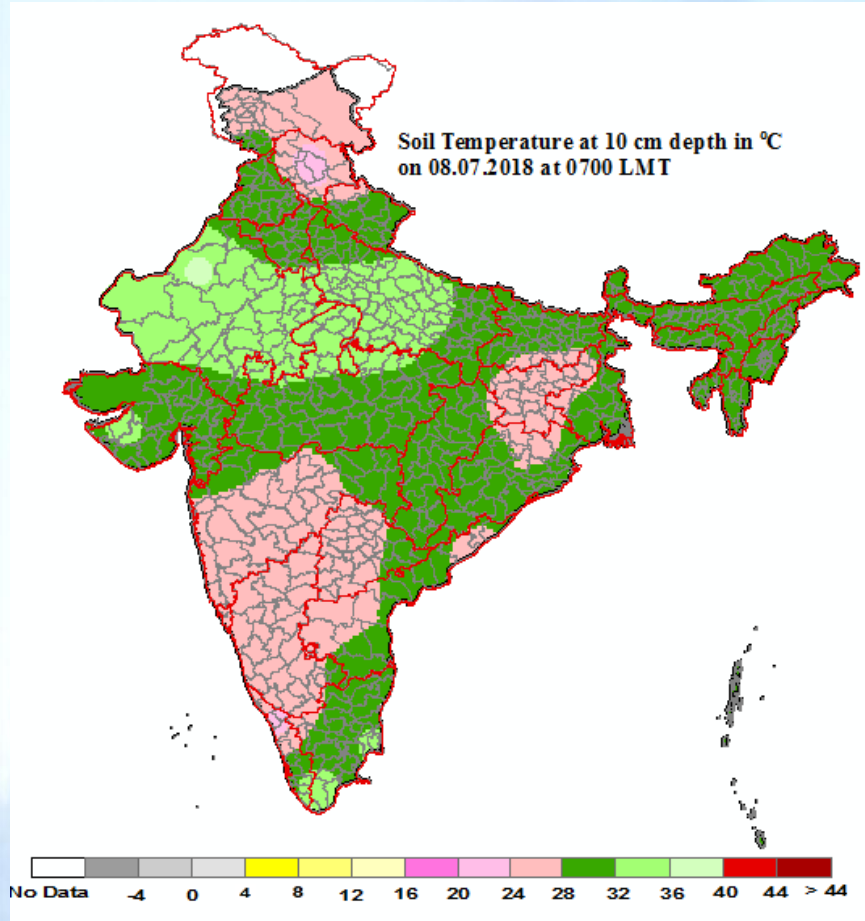 Soil Temperature at 10 cm depth in °C
on 08.07.2018 at 0700 LMT
No Data -4 0 4 8 12 16 20 24 28 32 36 40 44 > 44